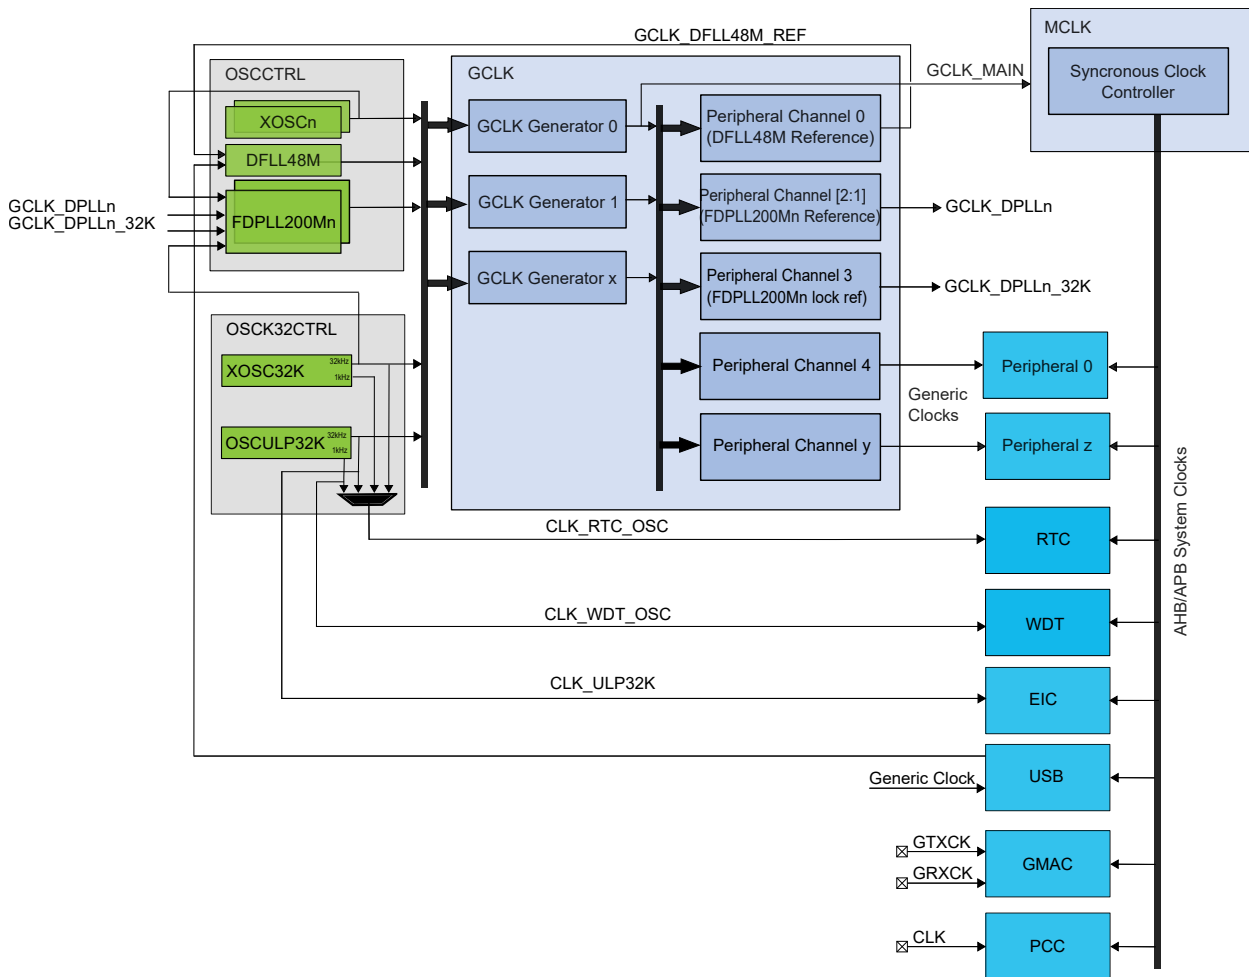 GCLK_DFLL48M_REF
MCLK
OSCCTRL
GCLK
GCLK_MAIN
Syncronous Clock
Controller
XOSCn
GCLK Generator 0
Peripheral Channel 0
(DFLL48M Reference)
DFLL48M
GCLK_DPLLn
GCLK_DPLLn_32K
FDPLL200Mn
GCLK Generator 1
Peripheral Channel [2:1]
(FDPLL200Mn Reference)
GCLK_DPLLn
GCLK Generator x
Peripheral Channel 3
(FDPLL200Mn lock ref)
GCLK_DPLLn_32K
OSCK32CTRL
XOSC32K
32kHz
1kHz
Peripheral Channel 4
Peripheral 0
Generic
Clocks
OSCULP32K
32kHz
1kHz
Peripheral Channel y
Peripheral z
CLK_RTC_OSC
RTC
AHB/APB System Clocks
CLK_WDT_OSC
WDT
CLK_ULP32K
EIC
Generic Clock
USB
GTXCK
GRXCK
GMAC
CLK
PCC